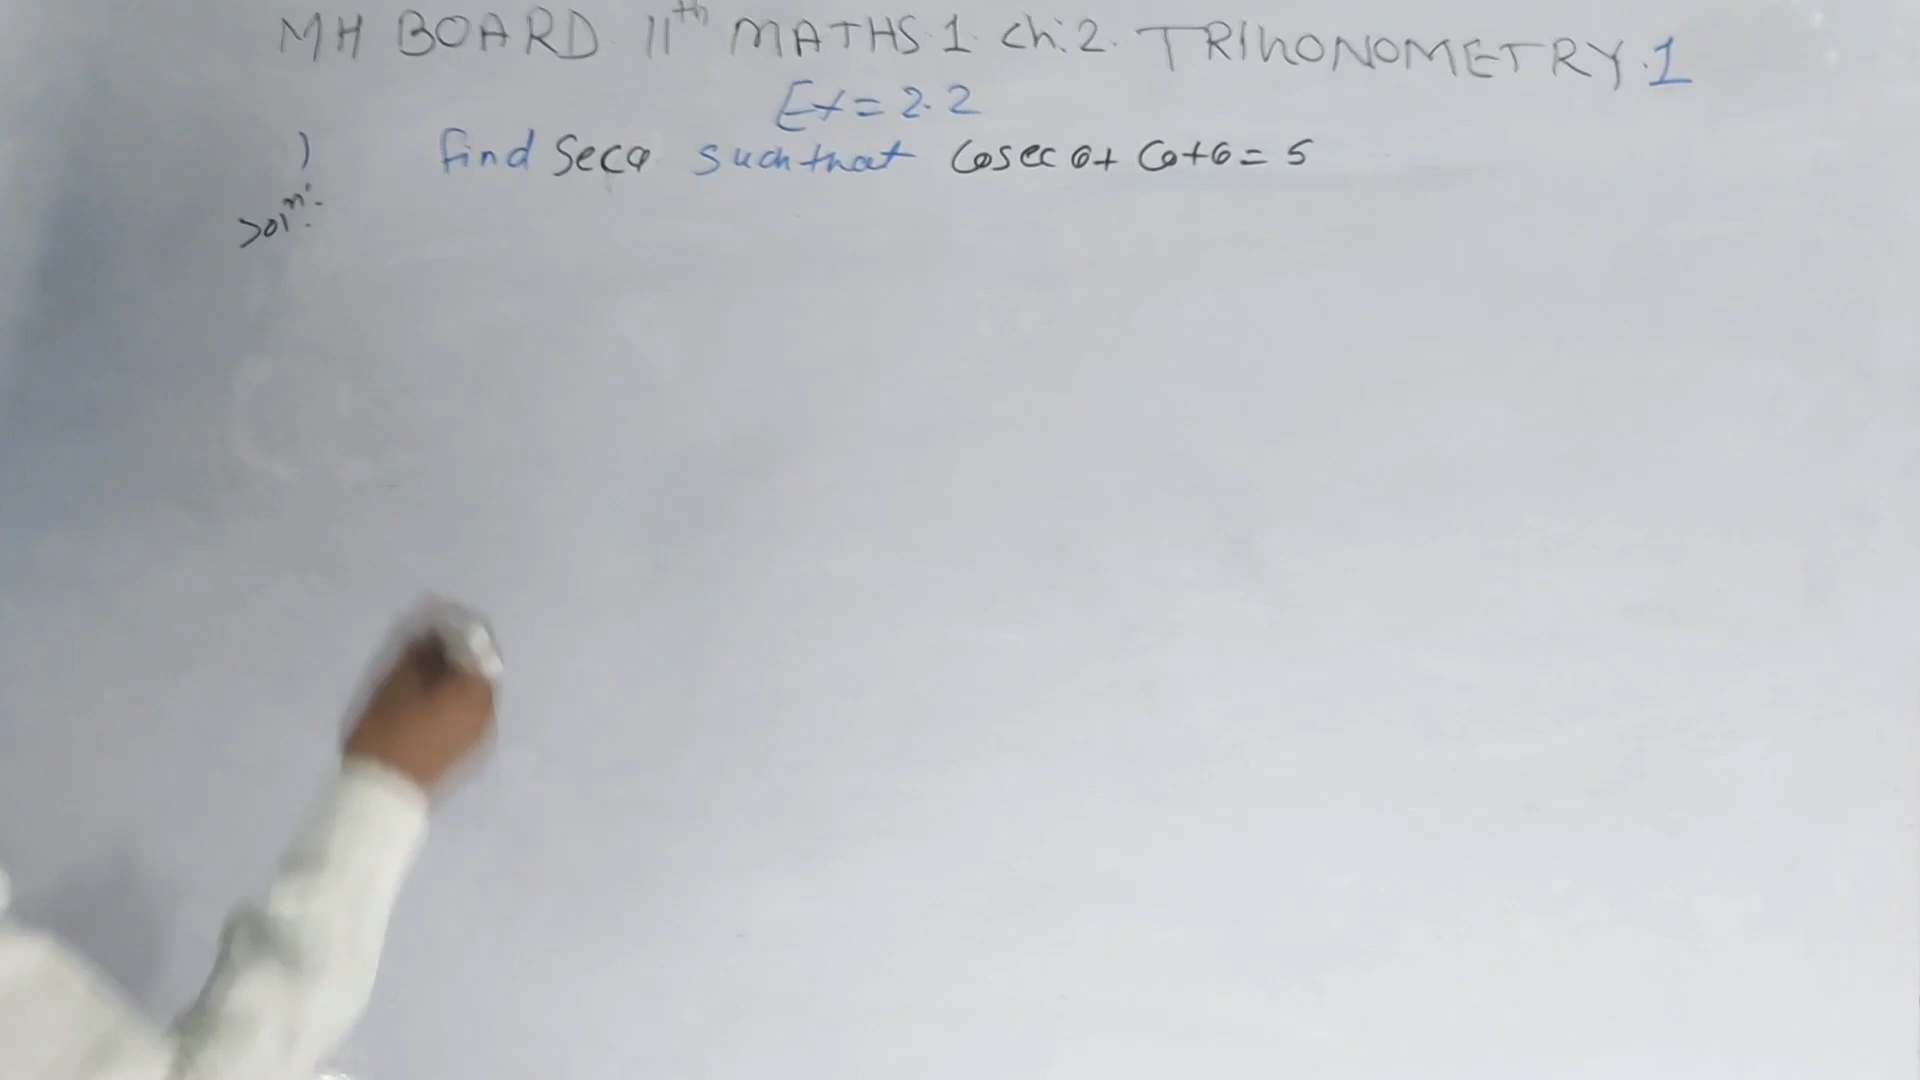 MH BOARD 11th MATHS 1 Ch: 2. TRIGONOMETRY.1
Ex = 2.2
) find Secθ such that Cosec θ + Cotθ = 5
Solⁿ: